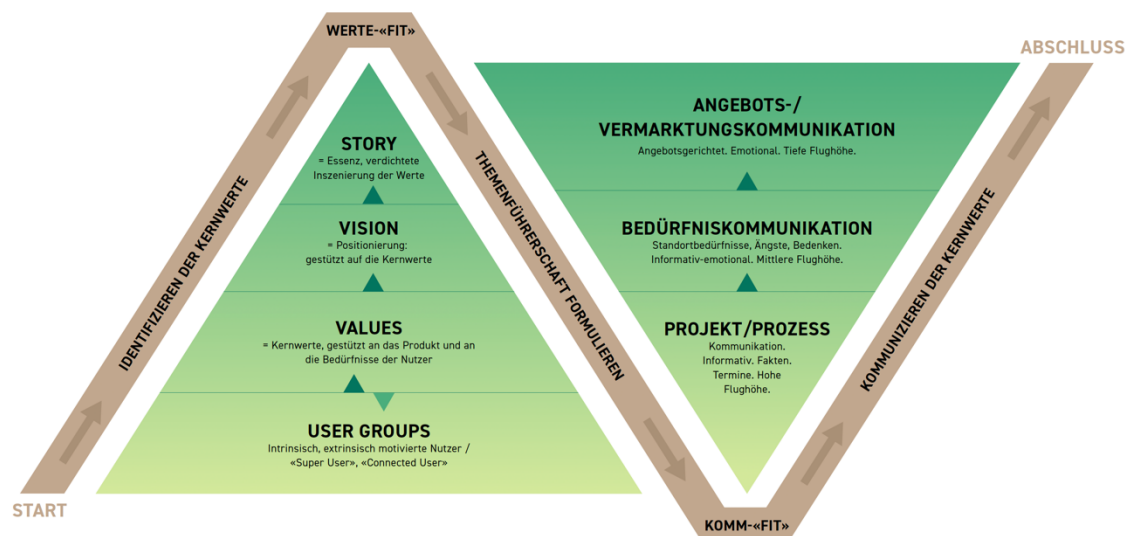 START
IDENTIFIZIEREN DER KERNWERTE
WERTE-«FIT»
STORY
= Essenz, verdichtete
Inszenierung der Werte
VISION
= Positionierung:
gestützt auf die Kernwerte
VALUES
= Kernwerte, gestützt an das Produkt und an
die Bedürfnisse der Nutzer
USER GROUPS
Intrinsisch, extrinsisch motivierte Nutzer /
«Super User», «Connected User»
THEMENFÜHRERSCHAFT FORMULIEREN
KOMM-«FIT»
ANGEBOTS-/
VERMARKTUNGSKOMMUNIKATION
Angebotsgerichtet. Emotional. Tiefe Flughöhe.
BEDÜRFNISKOMMUNIKATION
Standortbedürfnisse, Ängste, Bedenken.
Informativ-emotional. Mittlere Flughöhe.
PROJEKT/PROZESS
Kommunikation.
Informativ. Fakten.
Termine. Hohe
Flughöhe.
KOMMUNIZIEREN DER KERNWERTE
ABSCHLUSS